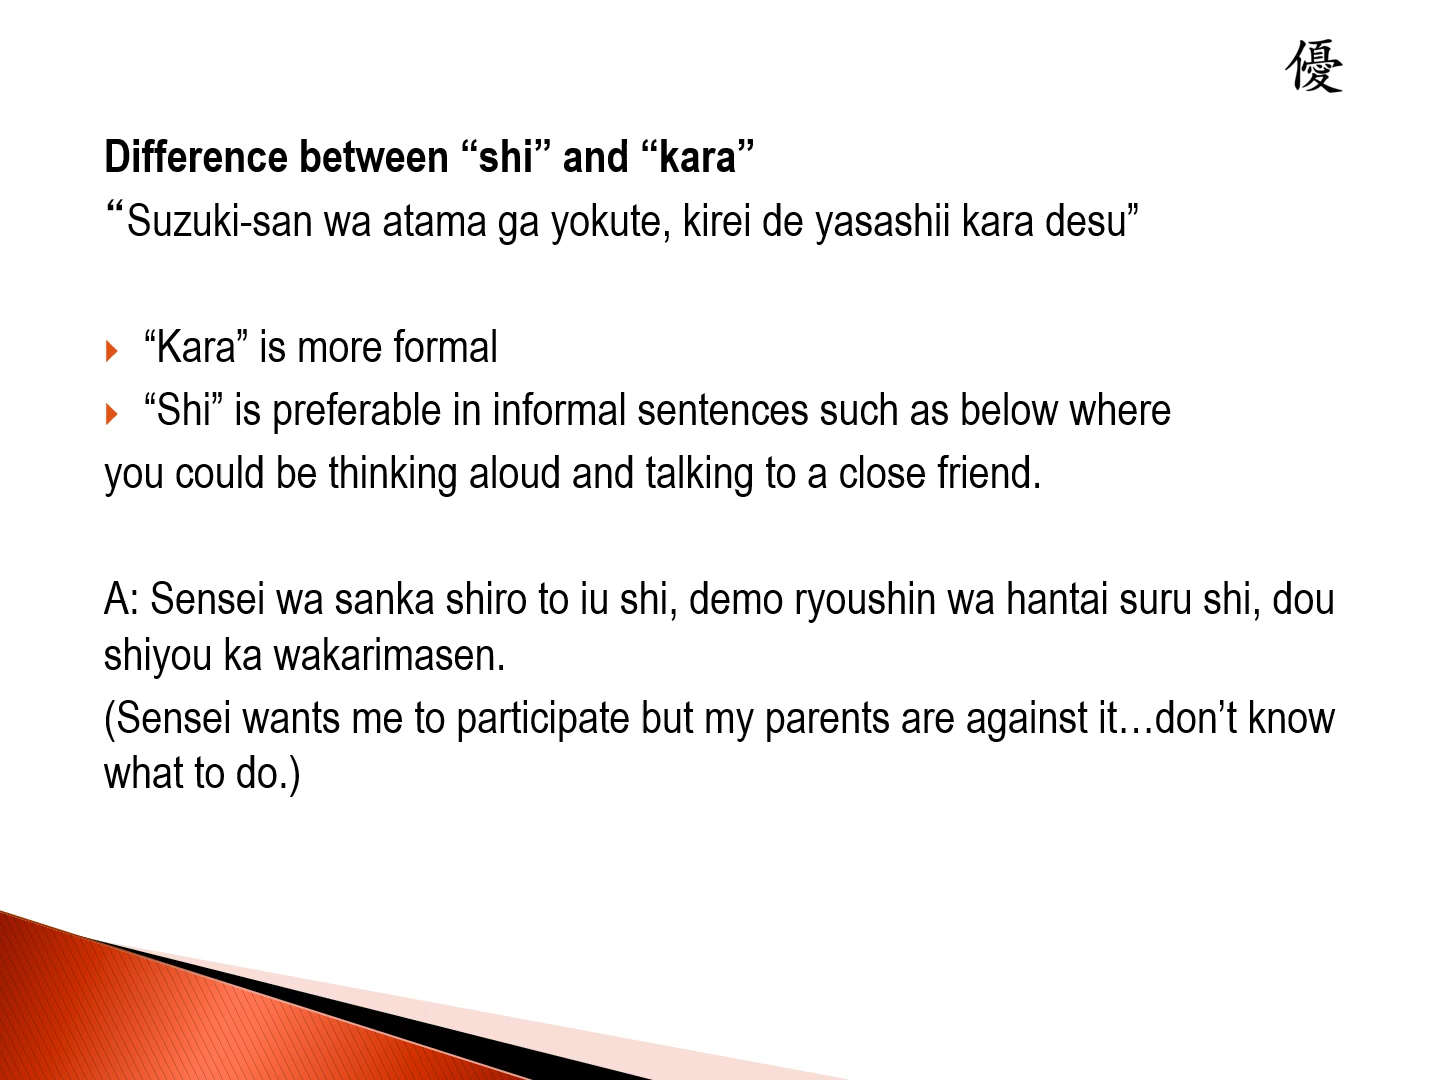 優
Difference between “shi” and “kara”
“Suzuki-san wa atama ga yokute, kirei de yasashii kara desu”
“Kara” is more formal
“Shi” is preferable in informal sentences such as below where
you could be thinking aloud and talking to a close friend.
A: Sensei wa sanka shiro to iu shi, demo ryoushin wa hantai suru shi, dou
shiyou ka wakarimasen.
(Sensei wants me to participate but my parents are against it…don’t know
what to do.)